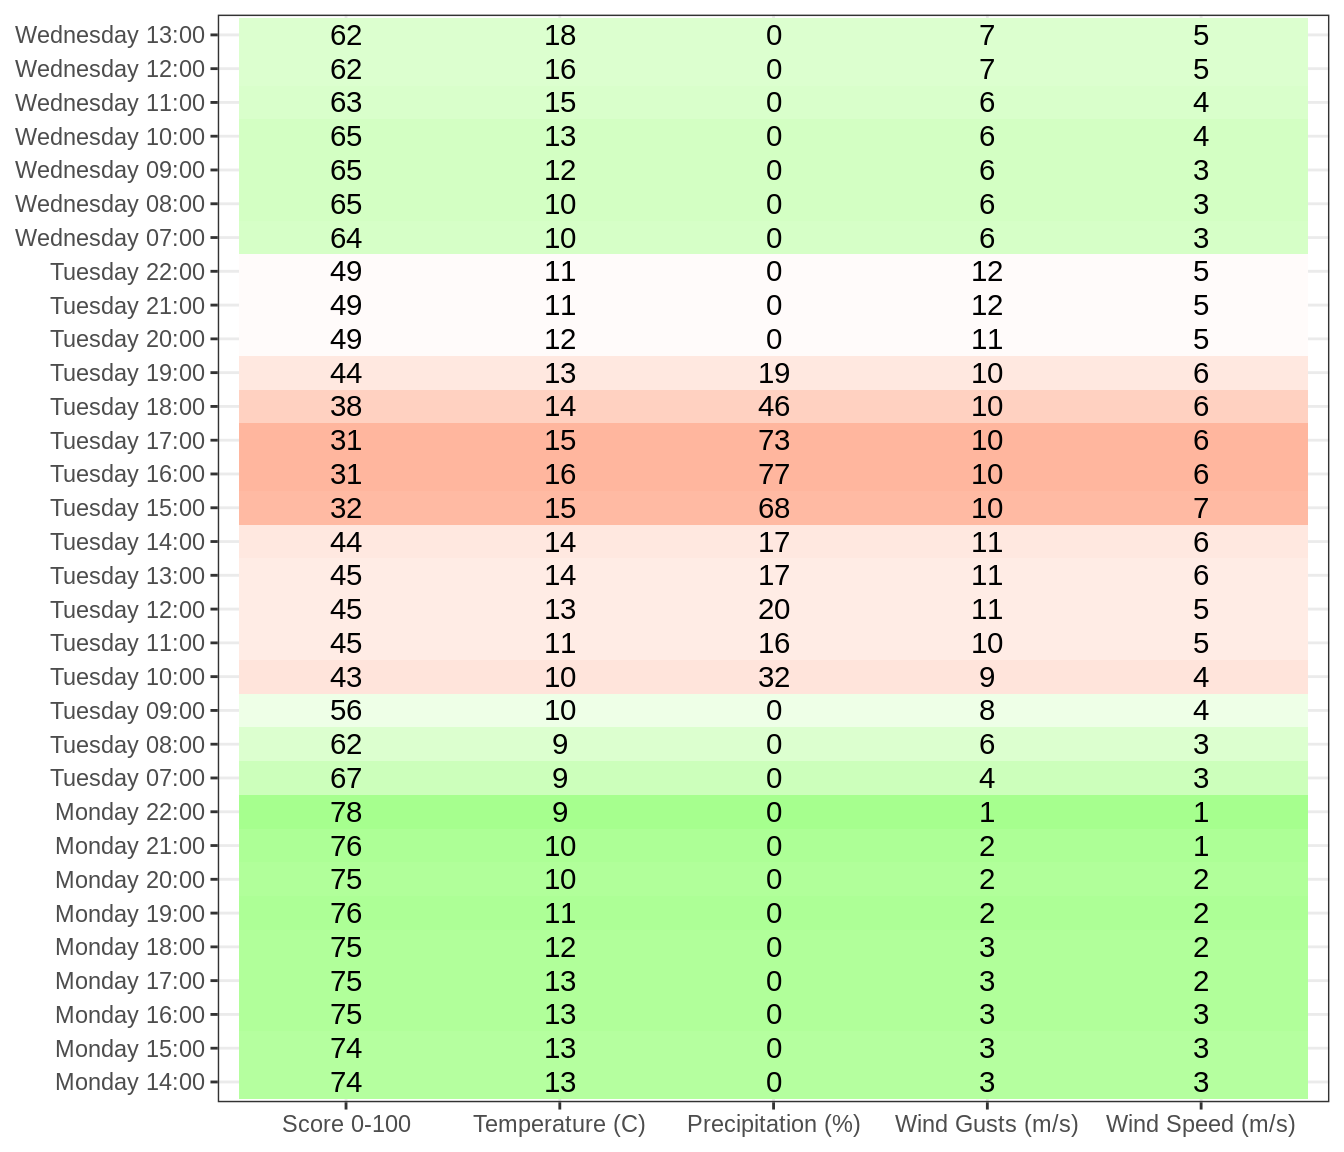 Wednesday 13:00 62 18 0 7 5
Wednesday 12:00 62 16 0 7 5
Wednesday 11:00 63 15 0 6 4
Wednesday 10:00 65 13 0 6 4
Wednesday 09:00 65 12 0 6 3
Wednesday 08:00 65 10 0 6 3
Wednesday 07:00 64 10 0 6 3
Tuesday 22:00 49 11 0 12 5
Tuesday 21:00 49 11 0 12 5
Tuesday 20:00 49 12 0 11 5
Tuesday 19:00 44 13 19 10 6
Tuesday 18:00 38 14 46 10 6
Tuesday 17:00 31 15 73 10 6
Tuesday 16:00 31 16 77 10 6
Tuesday 15:00 32 15 68 10 7
Tuesday 14:00 44 14 17 11 6
Tuesday 13:00 45 14 17 11 6
Tuesday 12:00 45 13 20 11 5
Tuesday 11:00 45 11 16 10 5
Tuesday 10:00 43 10 32 9 4
Tuesday 09:00 56 10 0 8 4
Tuesday 08:00 62 9 0 6 3
Tuesday 07:00 67 9 0 4 3
Monday 22:00 78 9 0 1 1
Monday 21:00 76 10 0 2 1
Monday 20:00 75 10 0 2 2
Monday 19:00 76 11 0 2 2
Monday 18:00 75 12 0 3 2
Monday 17:00 75 13 0 3 2
Monday 16:00 75 13 0 3 3
Monday 15:00 74 13 0 3 3
Monday 14:00 74 13 0 3 3
Score 0-100 Temperature (C) Precipitation (%) Wind Gusts (m/s) Wind Speed (m/s)